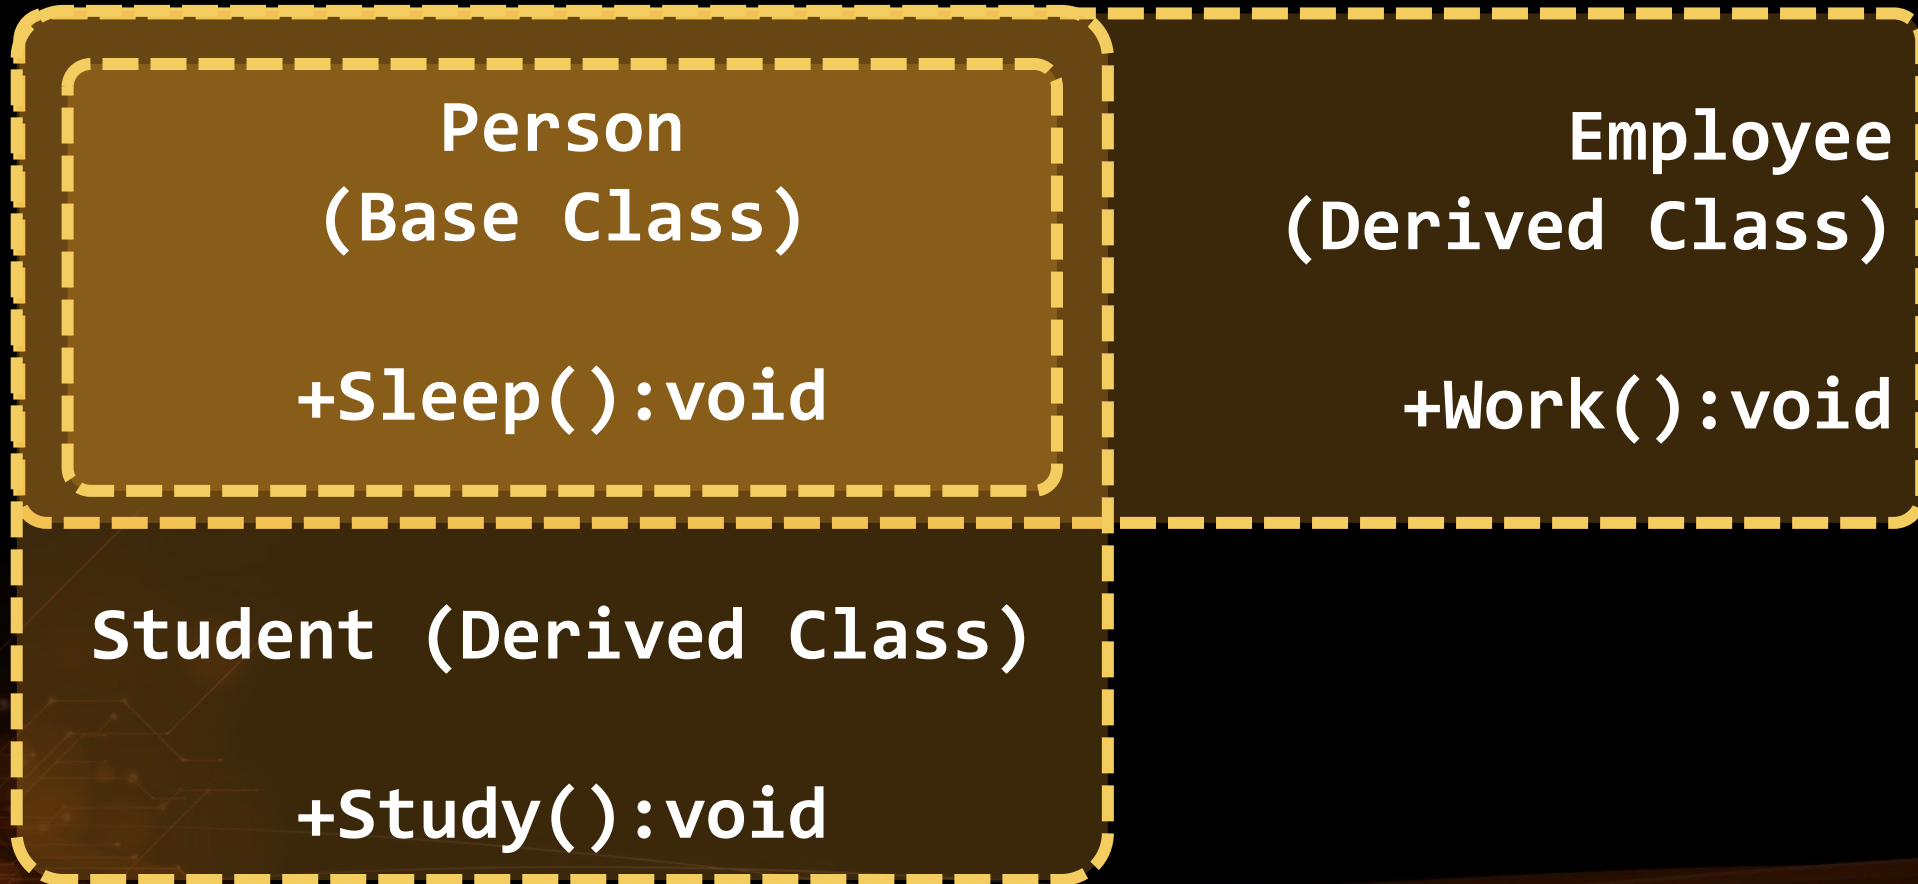 Person
(Base Class)
+Sleep():void
Employee
(Derived Class)
+Work():void
Student (Derived Class)
+Study():void